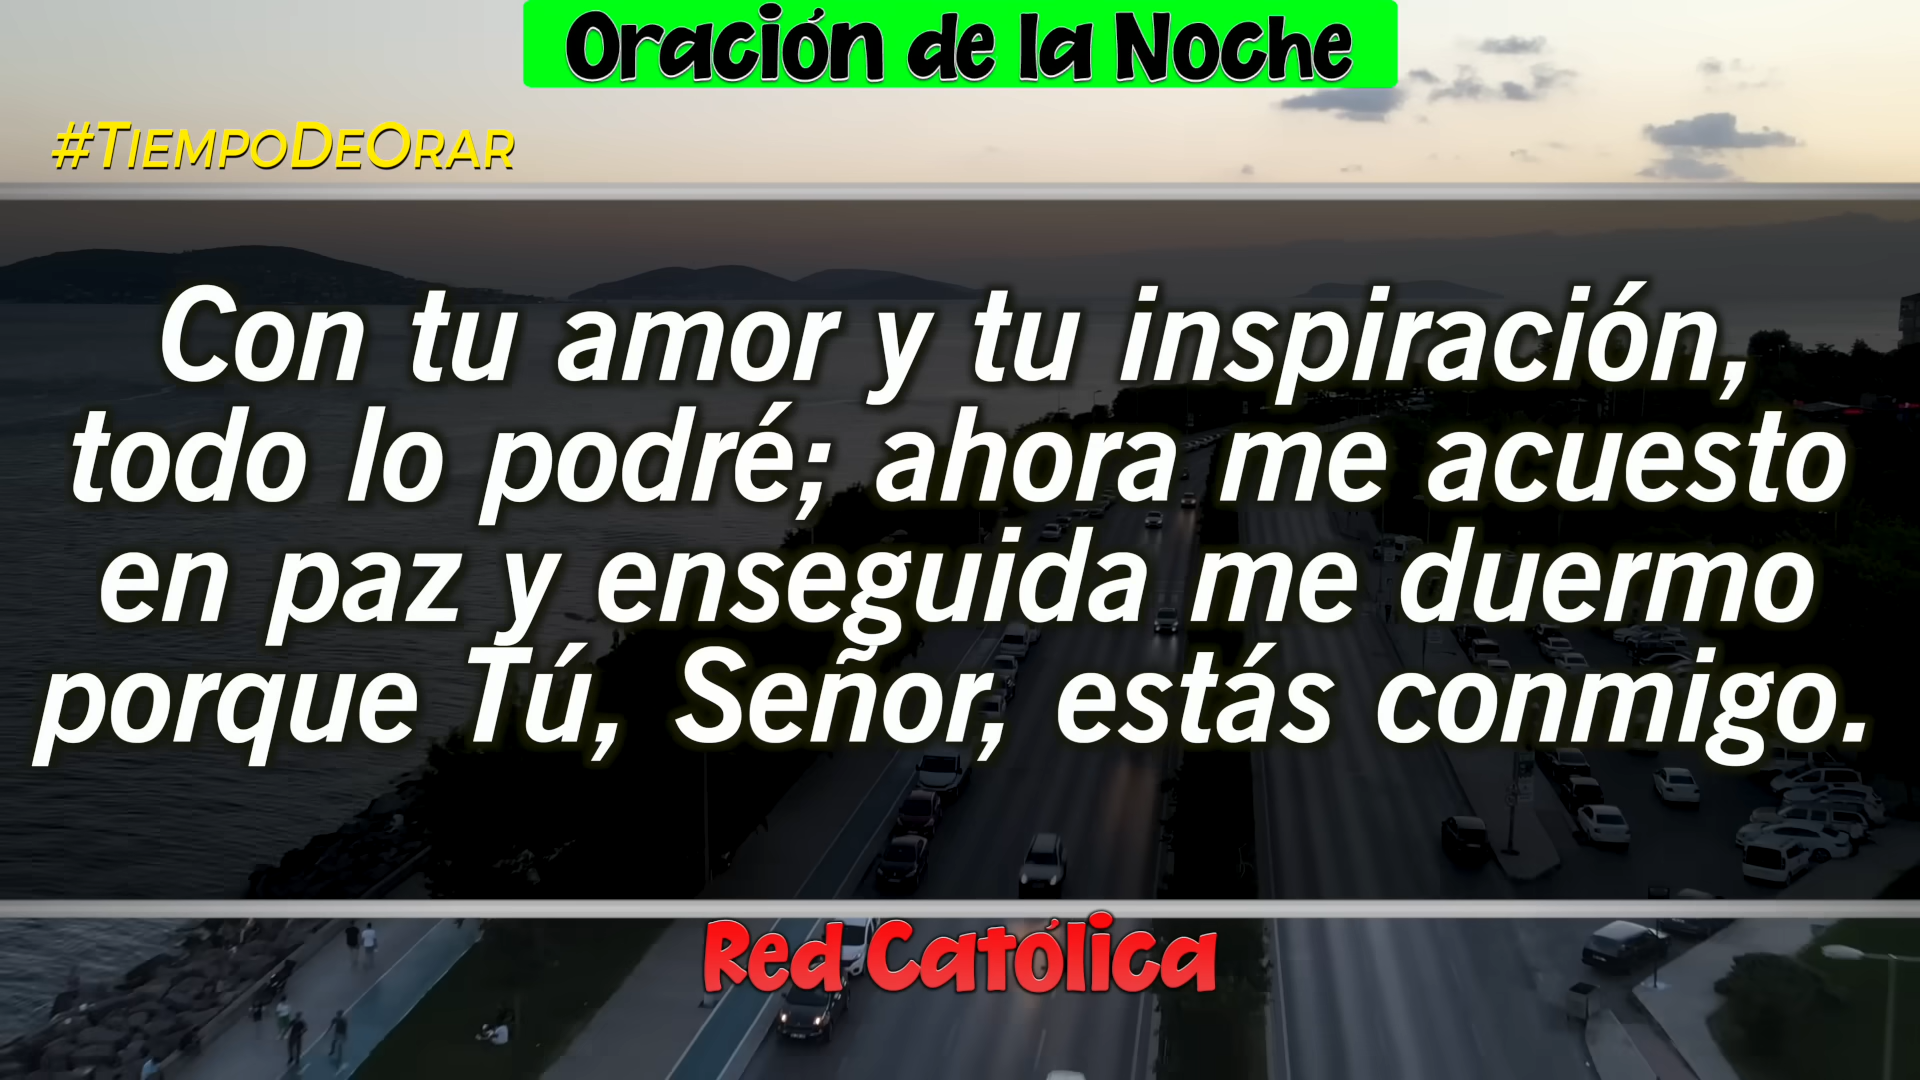 Oración de la Noche
#TiempoDeOrar
Con tu amor y tu inspiración,
todo lo podré; ahora me acuesto
en paz y enseguida me duermo
porque Tú, Señor, estás conmigo.
Red Católica